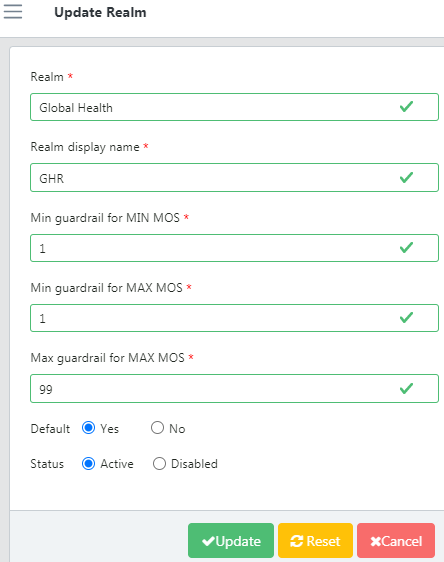 Update Realm
Realm *
Global Health
Realm display name *
GHR
Min guardrail for MIN MOS *
1
Min guardrail for MAX MOS *
1
Max guardrail for MAX MOS *
99
Default Yes No
Status Active Disabled
Update Reset Cancel